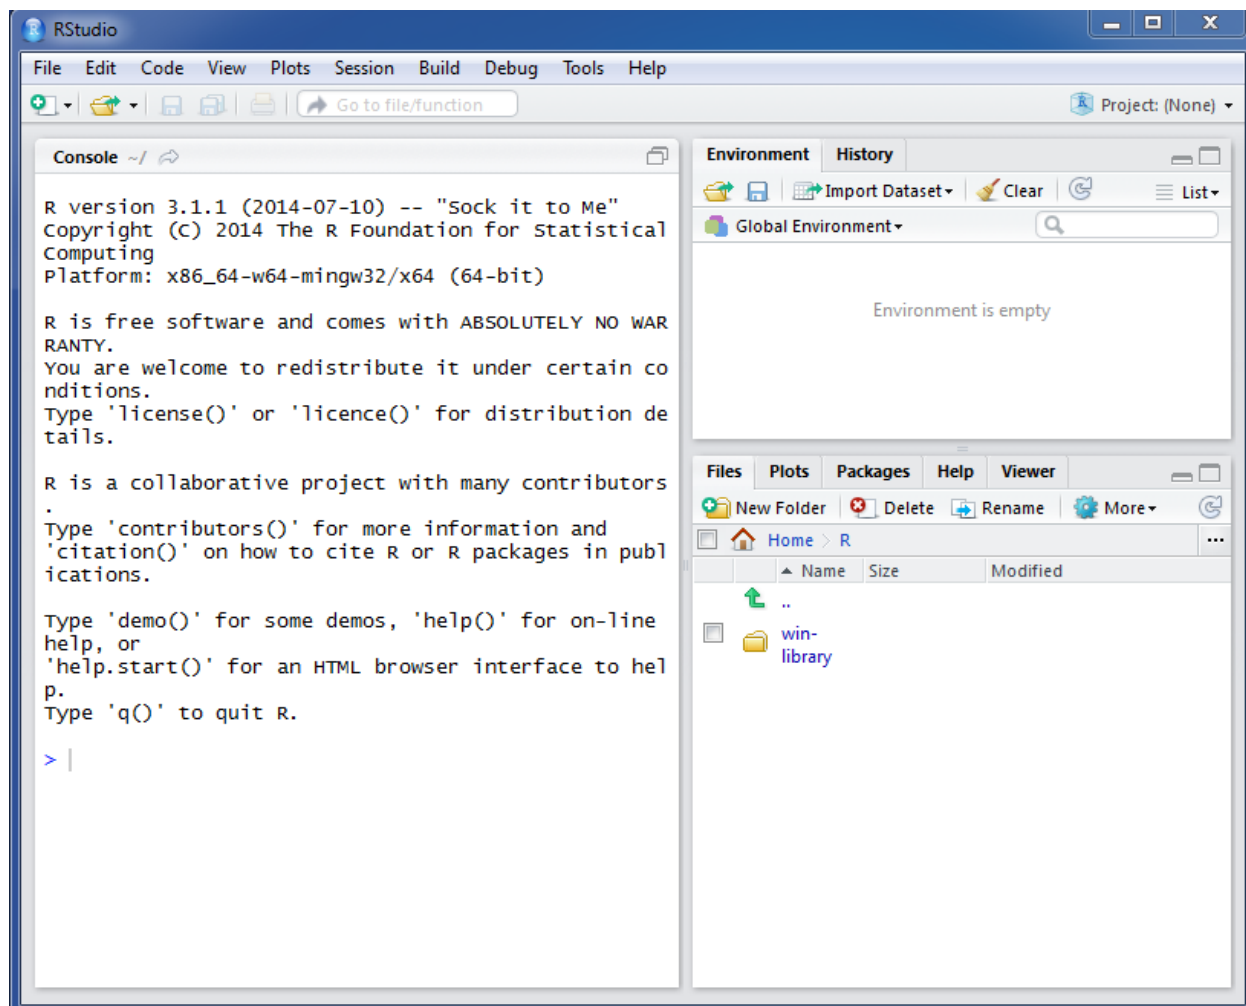 RStudio
File Edit Code View Plots Session Build Debug Tools Help
Go to file/function
Project: (None)
Console ~/
R version 3.1.1 (2014-07-10) -- "Sock it to Me"
Copyright (C) 2014 The R Foundation for Statistical
Computing
Platform: x86_64-w64-mingw32/x64 (64-bit)
R is free software and comes with ABSOLUTELY NO WAR
RANTY.
You are welcome to redistribute it under certain co
nditions.
Type 'license()' or 'licence()' for distribution de
tails.
R is a collaborative project with many contributors
.
Type 'contributors()' for more information and
'citation()' on how to cite R or R packages in publ
ications.
Type 'demo()' for some demos, 'help()' for on-line
help, or
'help.start()' for an HTML browser interface to hel
p.
Type 'q()' to quit R.
>
Environment History
Import Dataset Clear List
Global Environment
Environment is empty
Files Plots Packages Help Viewer
New Folder Delete Rename More
Home R ...
Name Size Modified
..
win-
library